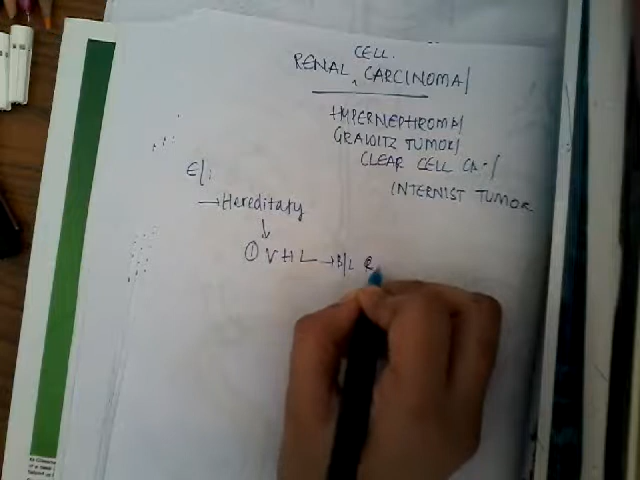 CELL.
RENAL CARCINOMA/
HYPERNEPHROMA/
GRAWITZ TUMOR/
CLEAR CELL CA-/
INTERNIST TUMOR
E/:
→Hereditary
↓
① VHL →B/L